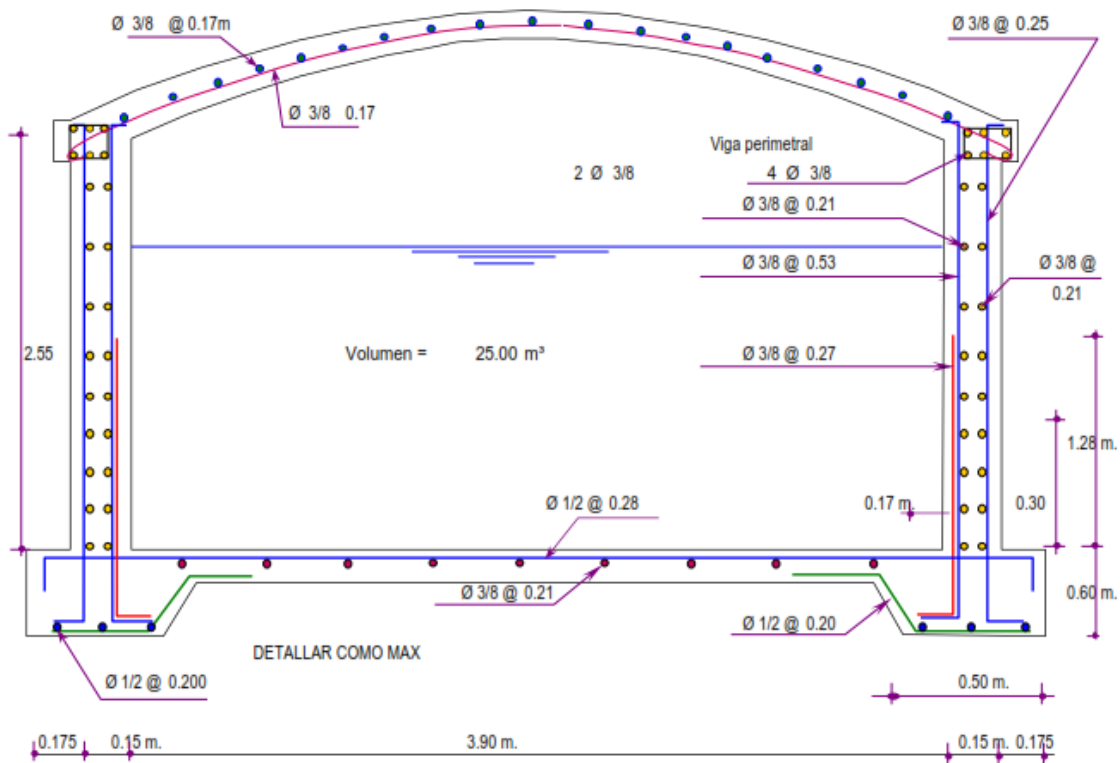 Ø 3/8 @ 0.17m
Ø 3/8 @ 0.25
Ø 3/8 0.17
Viga perimetral
2 Ø 3/8
4 Ø 3/8
Ø 3/8 @ 0.21
Ø 3/8 @ 0.53
Ø 3/8 @
0.21
2.55
Volumen = 25.00 m³
Ø 3/8 @ 0.27
1.28 m.
Ø 1/2 @ 0.28
0.17 m.
0.30
Ø 3/8 @ 0.21
0.60 m.
Ø 1/2 @ 0.20
DETALLAR COMO MAX
Ø 1/2 @ 0.200
0.50 m.
0.175
0.15 m.
3.90 m.
0.15 m.
0.175